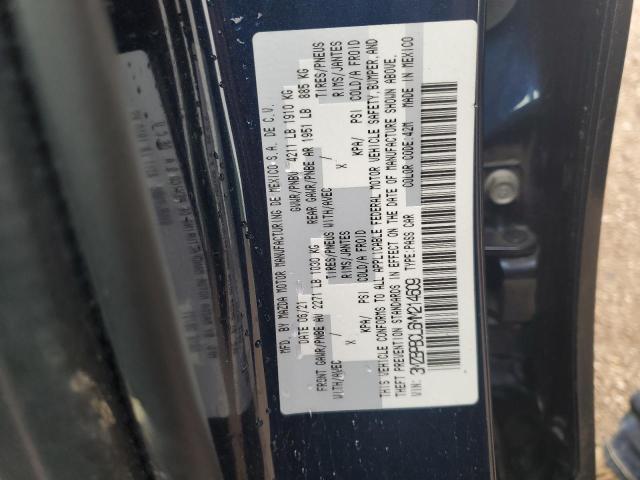 MFD. BY MAZDA MOTOR MANUFACTURING DE MEXICO S.A. DE C.V.
DATE 06/21 GVWR/PNBV 4211 LB 1910 KG
FRONT GAWR/PNBE AV 2271 LB 1030 KG REAR GAWR/PNBE AR 1951 LB 885 KG
WITH/AVEC TIRES/PNEUS WITH/AVEC TIRES/PNEUS
X RIMS/JANTES X RIMS/JANTES
KPA/ PSI COLD/A FROID KPA/ PSI COLD/A FROID
THIS VEHICLE CONFORMS TO ALL APPLICABLE FEDERAL MOTOR VEHICLE SAFETY, BUMPER, AND
THEFT PREVENTION STANDARDS IN EFFECT ON THE DATE OF MANUFACTURE SHOWN ABOVE.
COLOR CODE:42M MADE IN MEXICO
VIN: 3MZBPBCL6MM214609 TYPE:PASS CAR